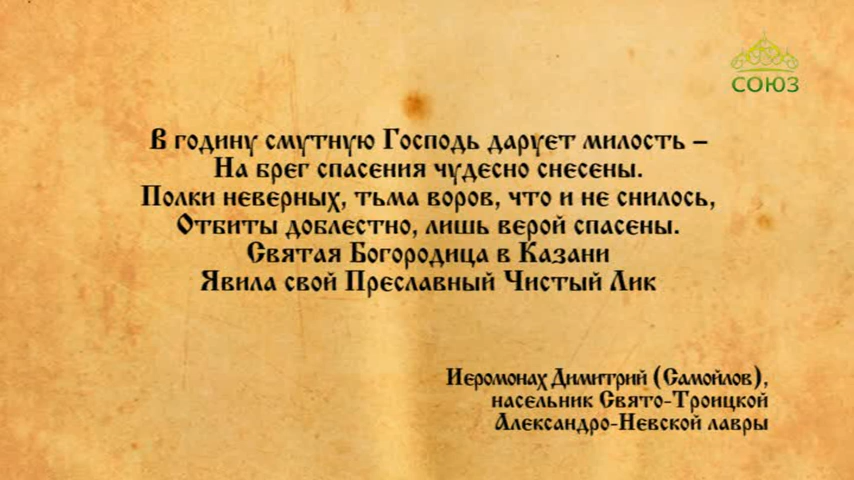 СОЮЗ
В годину смутную Господь дарует милость –
На брег спасения чудесно снесены.
Полки неверных, тьма воров, что и не снилось,
Отбиты доблестно, лишь верой спасены.
Святая Богородица в Казани
Явила свой Преславный Чистый Лик
Иеромонах Димитрий (Самойлов),
насельник Свято-Троицкой
Александро-Невской лавры